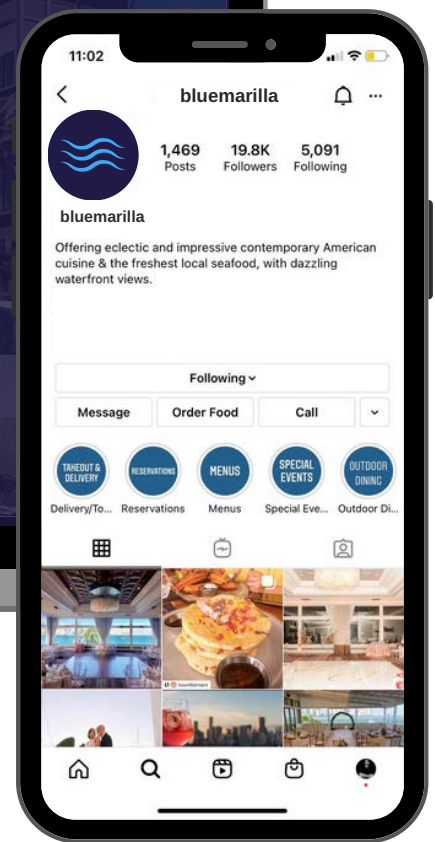 11:02
bluemarilla
1,469
19.8K
5,091
Posts
Followers
Following
bluemarilla
Offering eclectic and impressive contemporary American
cuisine & the freshest local seafood, with dazzling
waterfront views.
Following
Message
Order Food
Call
TAKEOUT &
DELIVERY
RESERVATIONS
MENUS
SPECIAL
EVENTS
OUTDOOR
DINING
Delivery/To...
Reservations
Menus
Special Eve...
Outdoor Di...